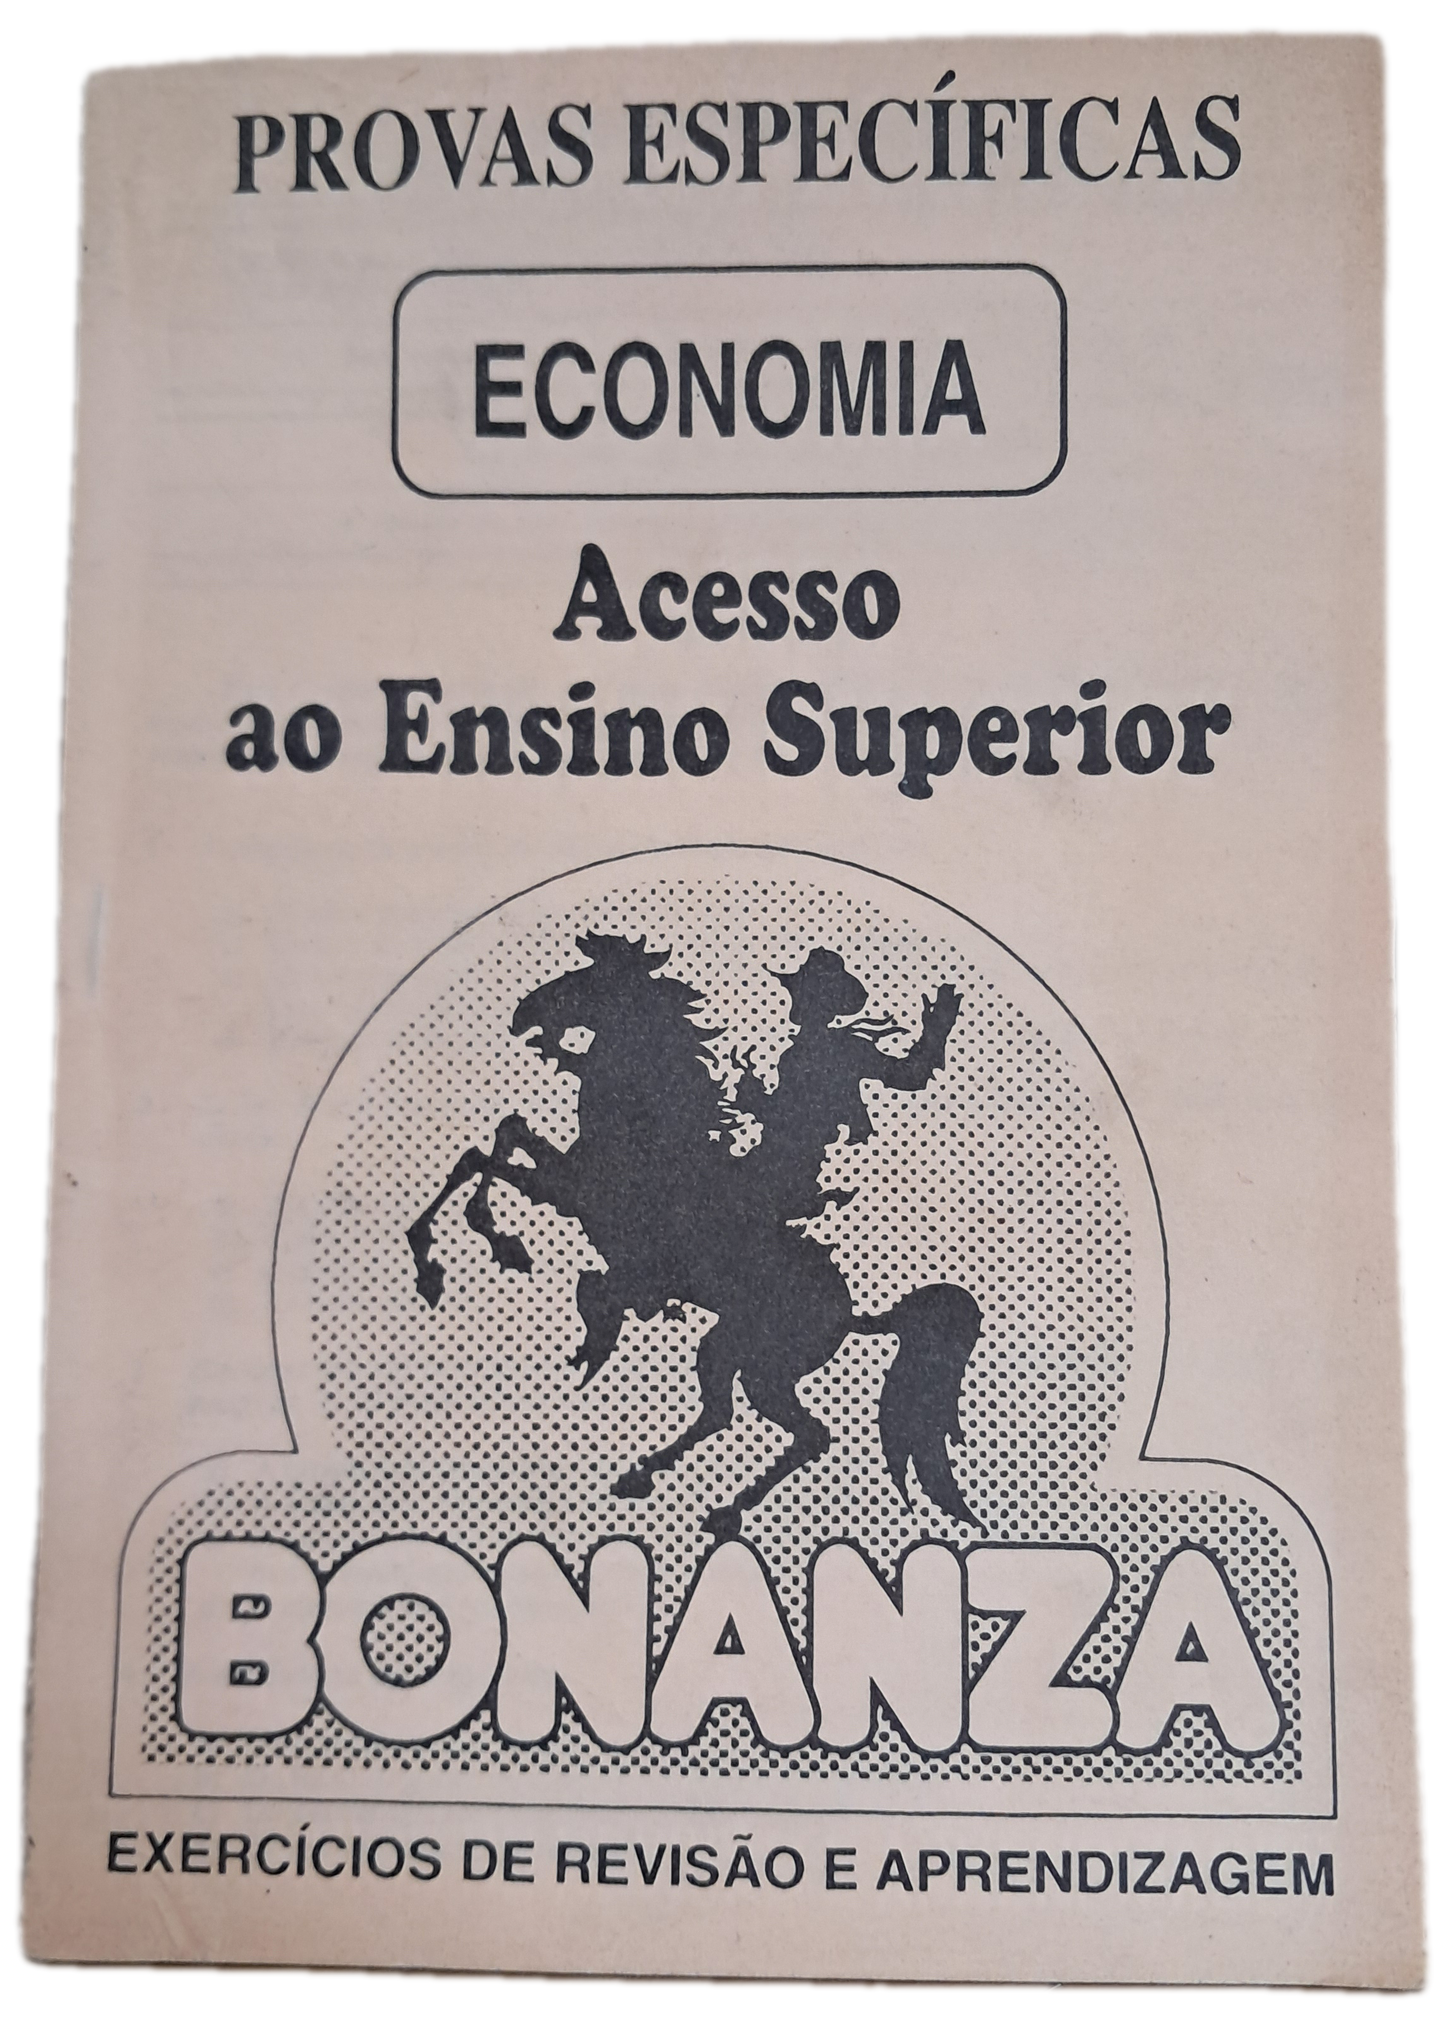 PROVAS ESPECÍFICAS
ECONOMIA
Acesso
ao Ensino Superior
BONANZA
EXERCÍCIOS DE REVISÃO E APRENDIZAGEM